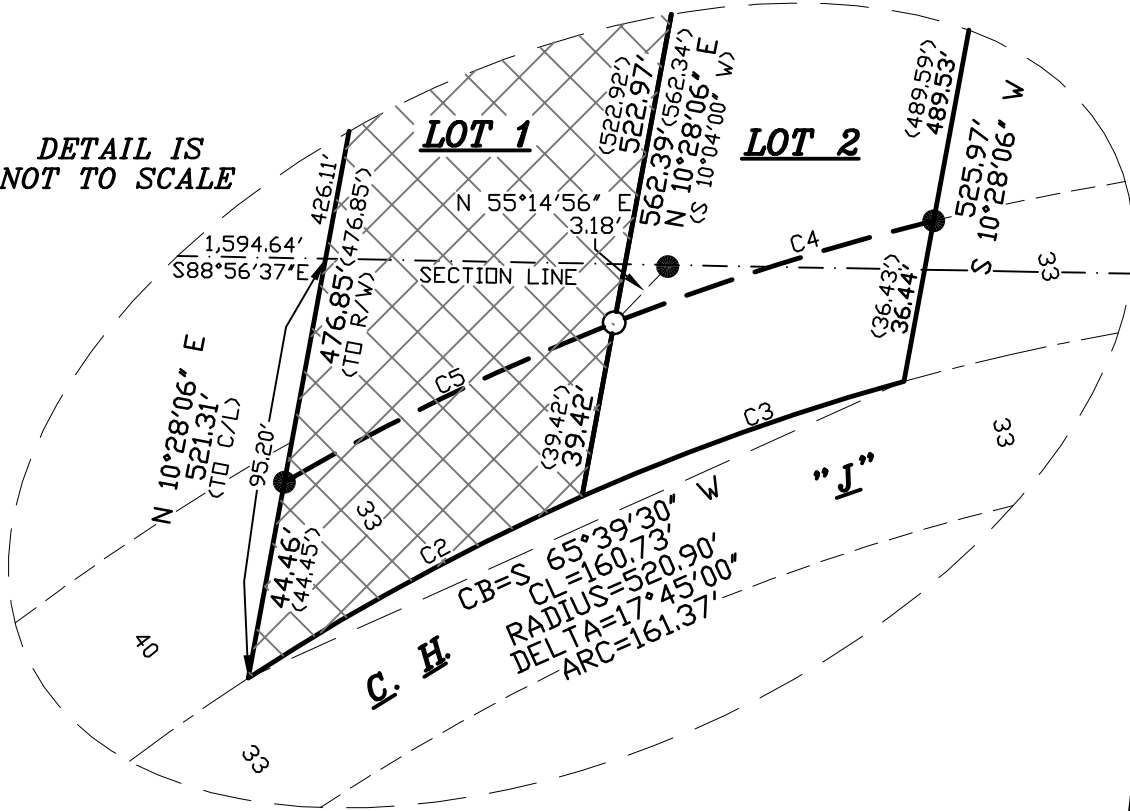 DETAIL IS
NOT TO SCALE
LOT 1
LOT 2
426.11'
(476.85')
476.85'
(TO R/W)
1,594.64'
S88°56'37"E
SECTION LINE
N 55°14'56" E
3.18'
(522.92')
522.97'
562.39'(562.34')
N 10°28'06" E
(S 10°04'00" W)
(489.59')
489.53'
525.97'
S 10°28'06" W
C4
33
(36.43')
36.44'
N 10°28'06" E
521.31'
(TO C/L)
95.20'
C5
(39.42')
39.42'
C3
33
33
44.46'
(44.45')
C2
"J"
CB=S 65°39'30" W
CL=160.73'
RADIUS=520.90'
DELTA=17°45'00"
ARC=161.37'
C. H.
40
33